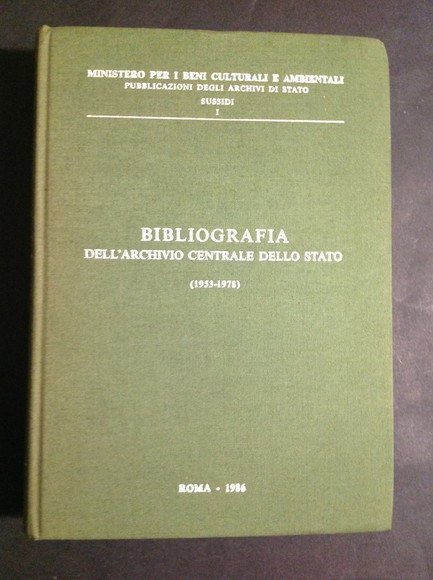 MINISTERO PER I BENI CULTURALI E AMBIENTALI
PUBBLICAZIONI DEGLI ARCHIVI DI STATO
SUSSIDI
I
BIBLIOGRAFIA
DELL'ARCHIVIO CENTRALE DELLO STATO
(1953-1978)
ROMA - 1986